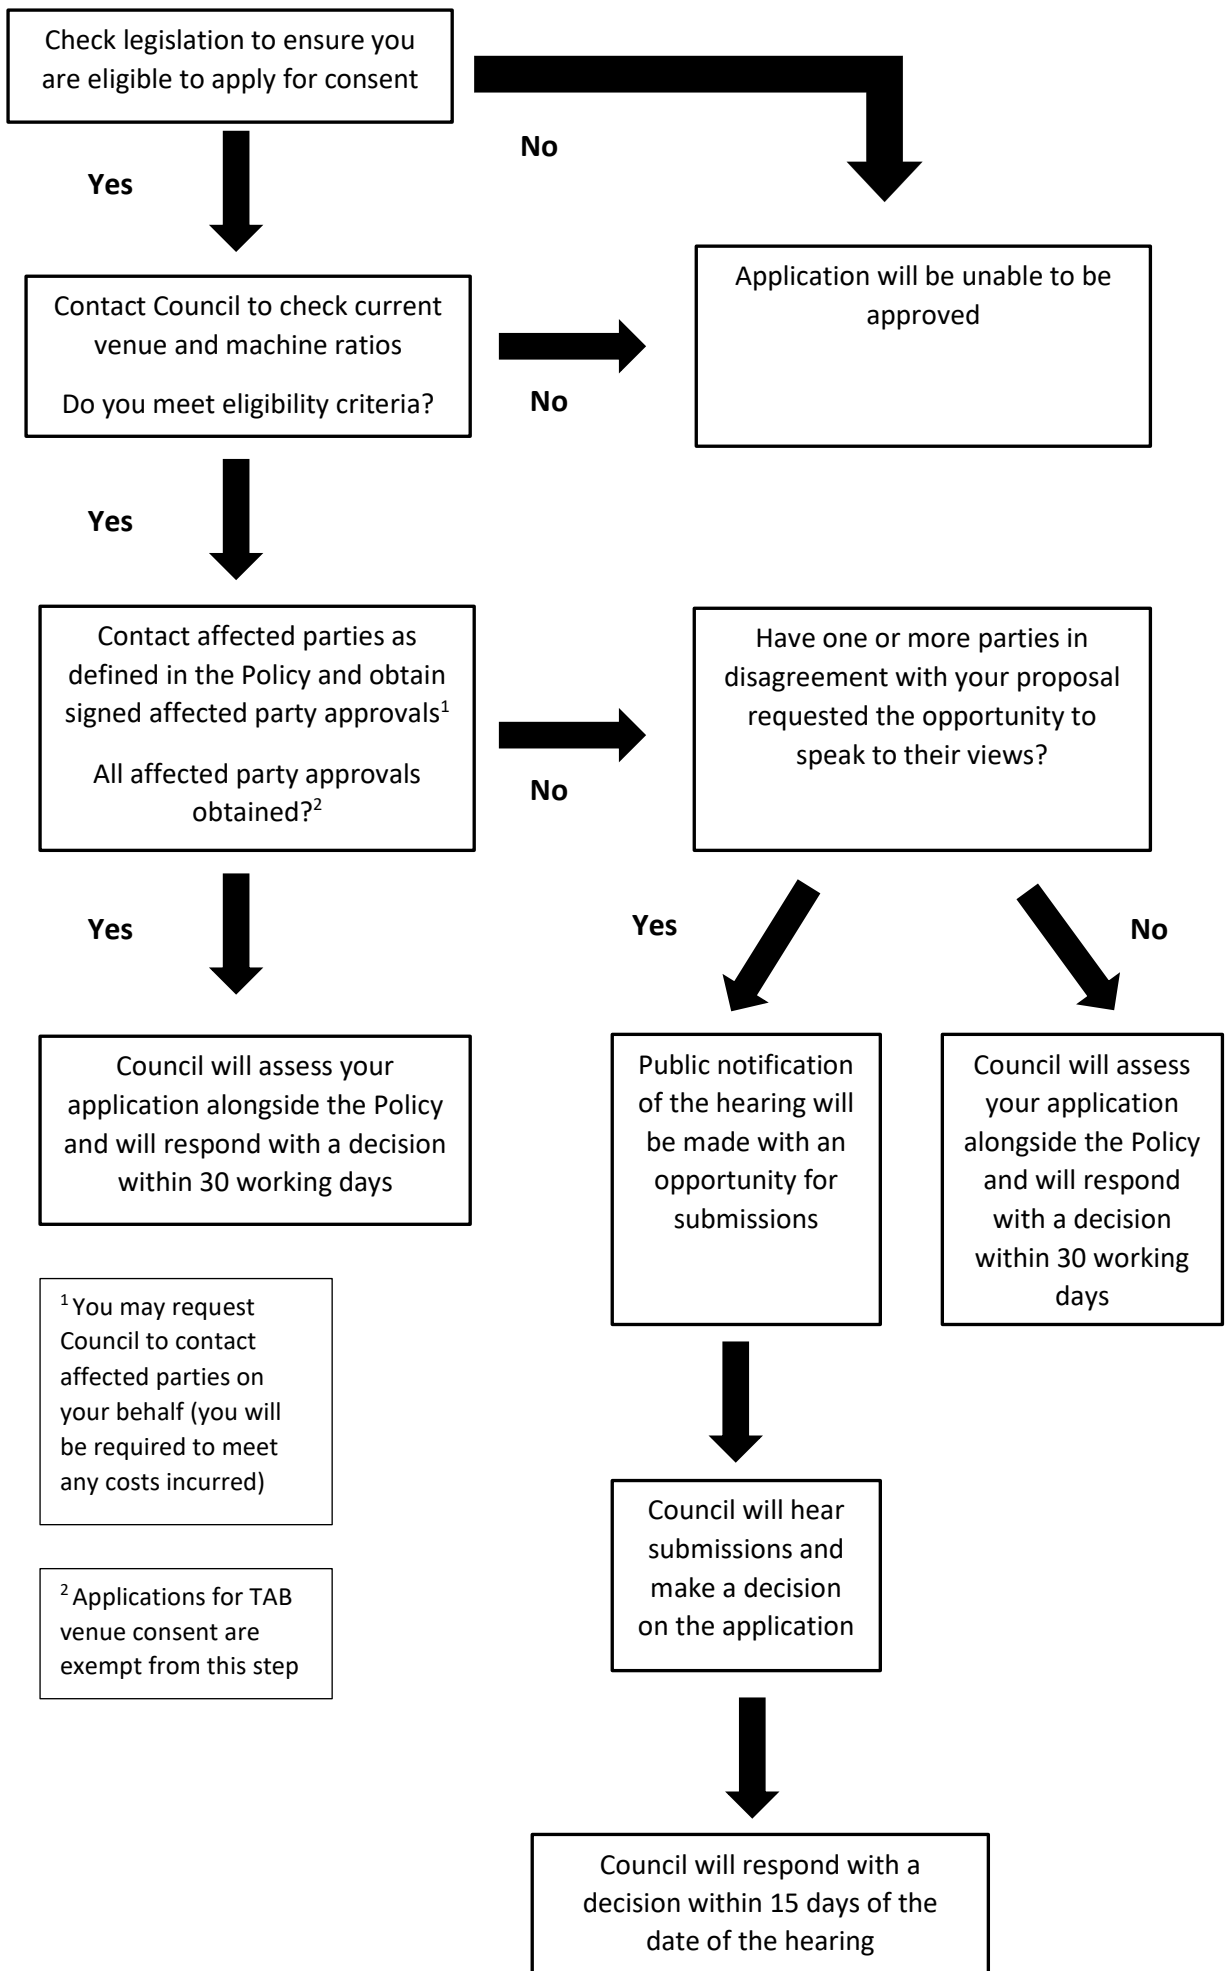 Check legislation to ensure you
are eligible to apply for consent
No
Yes
Contact Council to check current
venue and machine ratios
Do you meet eligibility criteria?
No
Application will be unable to be
approved
Yes
Contact affected parties as
defined in the Policy and obtain
signed affected party approvals1
All affected party approvals
obtained?2
No
Have one or more parties in
disagreement with your proposal
requested the opportunity to
speak to their views?
Yes
Yes
No
Council will assess your
application alongside the Policy
and will respond with a decision
within 30 working days
Public notification
of the hearing will
be made with an
opportunity for
submissions
Council will assess
your application
alongside the Policy
and will respond
with a decision
within 30 working
days
1 You may request
Council to contact
affected parties on
your behalf (you will
be required to meet
any costs incurred)
Council will hear
submissions and
make a decision
on the application
2 Applications for TAB
venue consent are
exempt from this step
Council will respond with a
decision within 15 days of the
date of the hearing